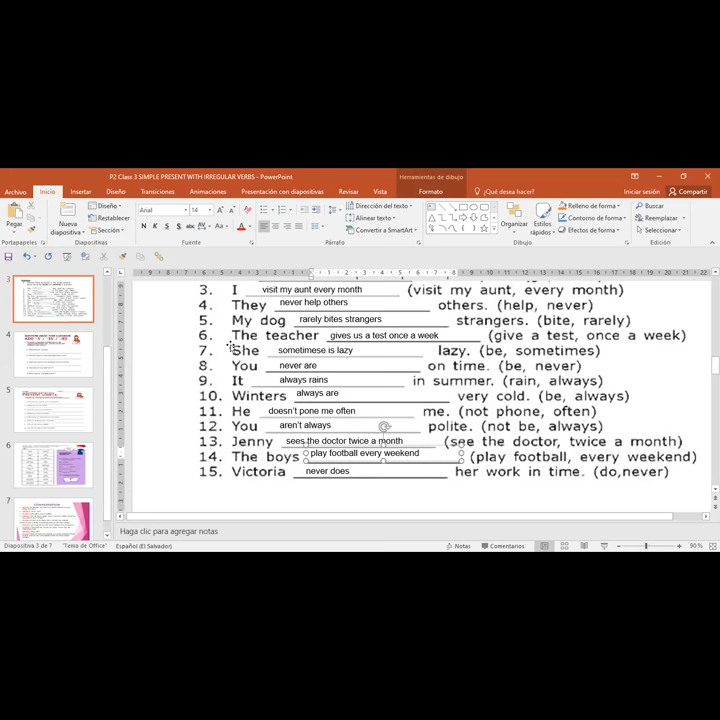 P2 Class 3 SIMPLE PRESENT WITH IRREGULAR VERBS - PowerPoint
Herramientas de dibujo
Archivo Inicio Insertar Diseño Transiciones Animaciones Presentación con diapositivas Revisar Vista Formato ¿Qué desea hacer? Iniciar sesión Compartir
Pegar
Nueva diapositiva
Diseño
Restablecer
Sección
Arial 14
N K S
Aa A
Dirección del texto
Alinear texto
Convertir a SmartArt
Organizar
Estilos rápidos
Relleno de forma
Contorno de forma
Efectos de forma
Buscar
Reemplazar
Seleccionar
Portapapeles Diapositivas Fuente Párrafo Dibujo Edición
3. I visit my aunt every month (visit my aunt, every month)
4. They never help others others. (help, never)
5. My dog rarely bites strangers strangers. (bite, rarely)
6. The teacher gives us a test once a week (give a test, once a week)
7. She sometimese is lazy lazy. (be, sometimes)
8. You never are on time. (be, never)
9. It always rains in summer. (rain, always)
10. Winters always are very cold. (be, always)
11. He doesn't pone me often me. (not phone, often)
12. You aren't always polite. (not be, always)
13. Jenny sees the doctor twice a month (see the doctor, twice a month)
14. The boys play football every weekend (play football, every weekend)
15. Victoria never does her work in time. (do,never)
3
4
5
6
7
Haga clic para agregar notas
Diapositiva 3 de 7 "Tema de Office" Español (El Salvador) Notas Comentarios 90 %